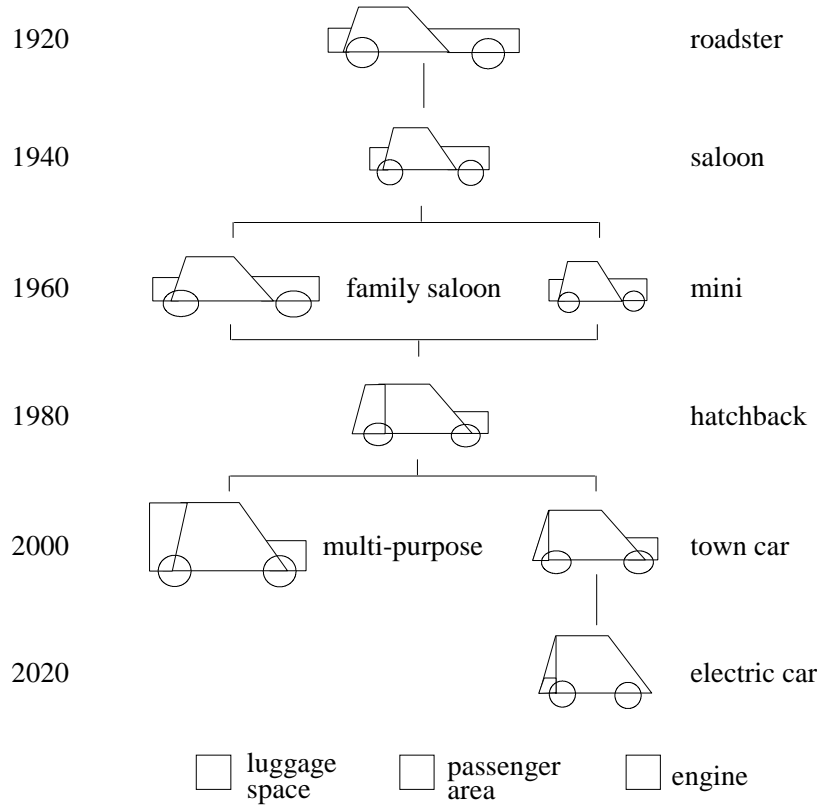 1920 roadster
1940 saloon
1960 family saloon mini
1980 hatchback
2000 multi-purpose town car
2020 electric car
luggage space
passenger area
engine